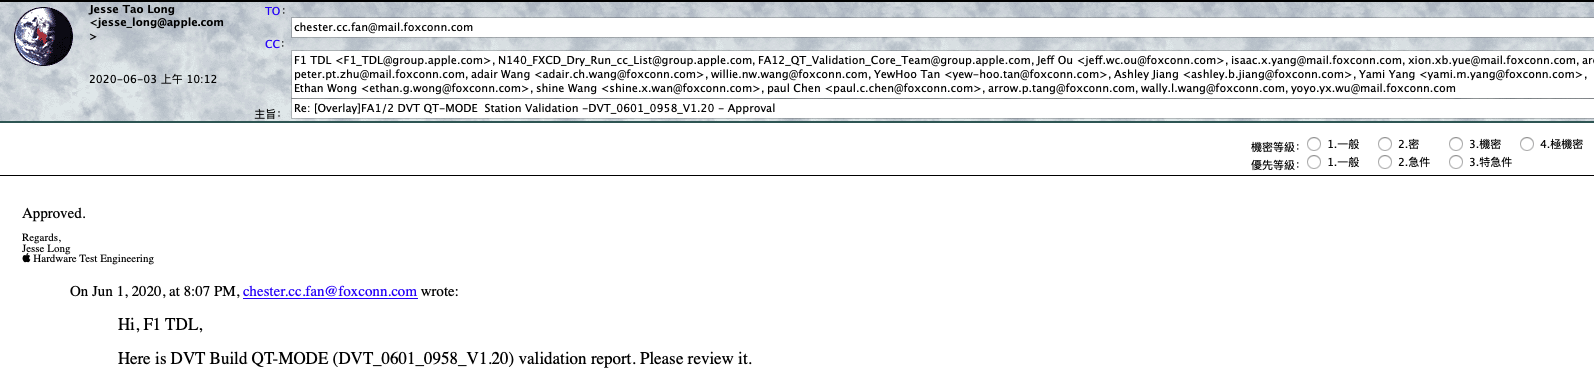 Jesse Tao Long
<jesse_long@apple.com
>
2020-06-03 上午 10:12
TO:
chester.cc.fan@mail.foxconn.com
CC:
F1 TDL <F1_TDL@group.apple.com>, N140_FXCD_Dry_Run_cc_List@group.apple.com, FA12_QT_Validation_Core_Team@group.apple.com, Jeff Ou <jeff.wc.ou@foxconn.com>, isaac.x.yang@mail.foxconn.com, xion.xb.yue@mail.foxconn.com,
peter.pt.zhu@mail.foxconn.com, adair Wang <adair.ch.wang@foxconn.com>, willie.nw.wang@foxconn.com, YewHoo Tan <yew-hoo.tan@foxconn.com>, Ashley Jiang <ashley.b.jiang@foxconn.com>, Yami Yang <yami.m.yang@foxconn.com>,
Ethan Wong <ethan.g.wong@foxconn.com>, shine Wang <shine.x.wan@foxconn.com>, paul Chen <paul.c.chen@foxconn.com>, arrow.p.tang@foxconn.com, wally.l.wang@foxconn.com, yoyo.yx.wu@mail.foxconn.com
主旨:
Re: [Overlay]FA1/2 DVT QT-MODE Station Validation -DVT_0601_0958_V1.20 - Approval
機密等級: 1.一般 2.密 3.機密 4.極機密
優先等級: 1.一般 2.急件 3.特急件
Approved.
Regards,
Jesse Long
Hardware Test Engineering
On Jun 1, 2020, at 8:07 PM, chester.cc.fan@foxconn.com wrote:
Hi, F1 TDL,
Here is DVT Build QT-MODE (DVT_0601_0958_V1.20) validation report. Please review it.